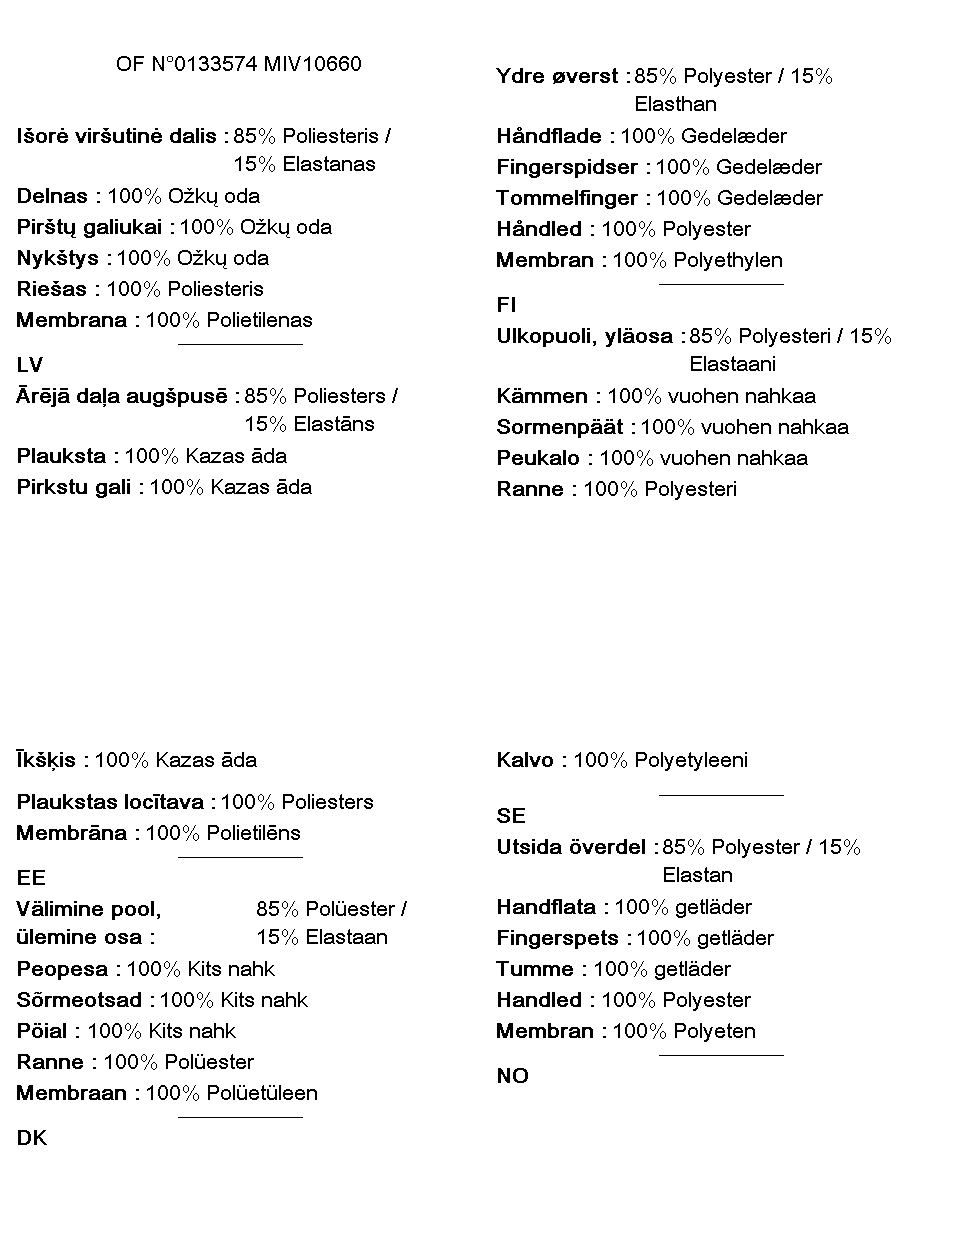 OF N°0133574 MIV10660
Išorė viršutinė dalis : 85% Poliesteris /
15% Elastanas
Delnas : 100% Ožkų oda
Pirštų galiukai : 100% Ožkų oda
Nykštys : 100% Ožkų oda
Riešas : 100% Poliesteris
Membrana : 100% Polietilenas
LV
Ārējā daļa augšpusē : 85% Poliesters /
15% Elastāns
Plauksta : 100% Kazas āda
Pirkstu gali : 100% Kazas āda
Īkšķis : 100% Kazas āda
Plaukstas locītava : 100% Poliesters
Membrāna : 100% Polietilēns
EE
Välimine pool, 85% Polüester /
ülemine osa : 15% Elastaan
Peopesa : 100% Kits nahk
Sõrmeotsad : 100% Kits nahk
Pöial : 100% Kits nahk
Ranne : 100% Polüester
Membraan : 100% Polüetüleen
DK
Ydre øverst : 85% Polyester / 15%
Elasthan
Håndflade : 100% Gedelæder
Fingerspidser : 100% Gedelæder
Tommelfinger : 100% Gedelæder
Håndled : 100% Polyester
Membran : 100% Polyethylen
FI
Ulkopuoli, yläosa : 85% Polyesteri / 15%
Elastaani
Kämmen : 100% vuohen nahkaa
Sormenpäät : 100% vuohen nahkaa
Peukalo : 100% vuohen nahkaa
Ranne : 100% Polyesteri
Kalvo : 100% Polyetyleeni
SE
Utsida överdel : 85% Polyester / 15%
Elastan
Handflata : 100% getläder
Fingerspets : 100% getläder
Tumme : 100% getläder
Handled : 100% Polyester
Membran : 100% Polyeten
NO